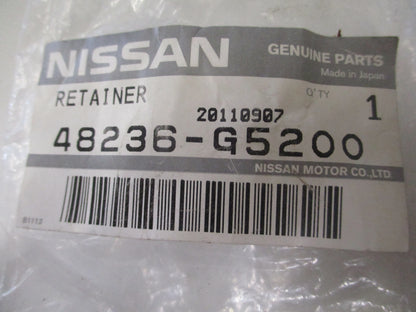 NISSAN GENUINE PARTS
Made in Japan
RETAINER Q'TY 1
20110907
48236-G5200
NISSAN MOTOR CO.,LTD